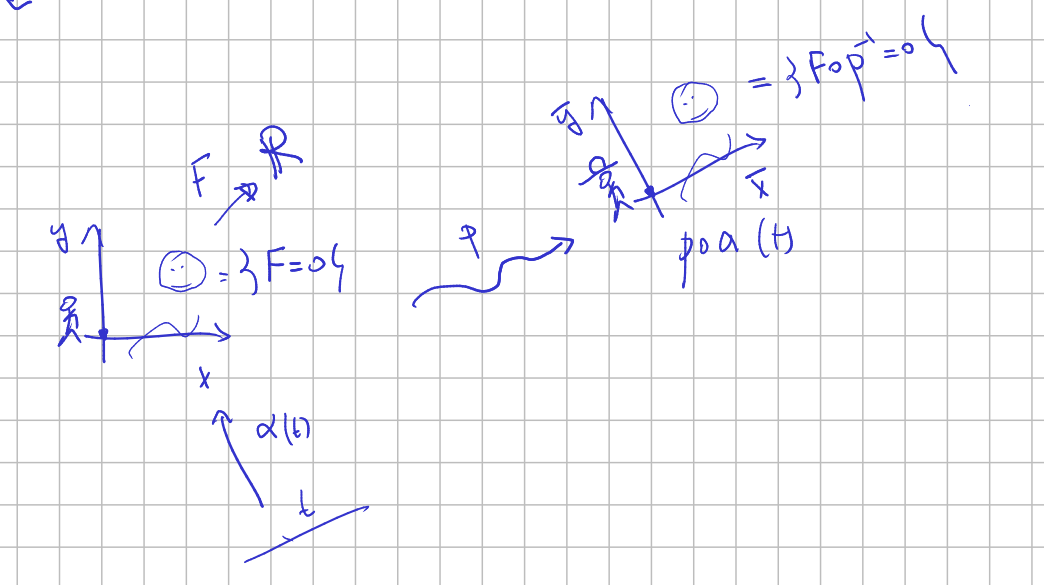 = {F∘p⁻¹=0}
ȳ
F
ℝ
x̄
y
= {F=0}
p
p∘α(t)
x
α(t)
t